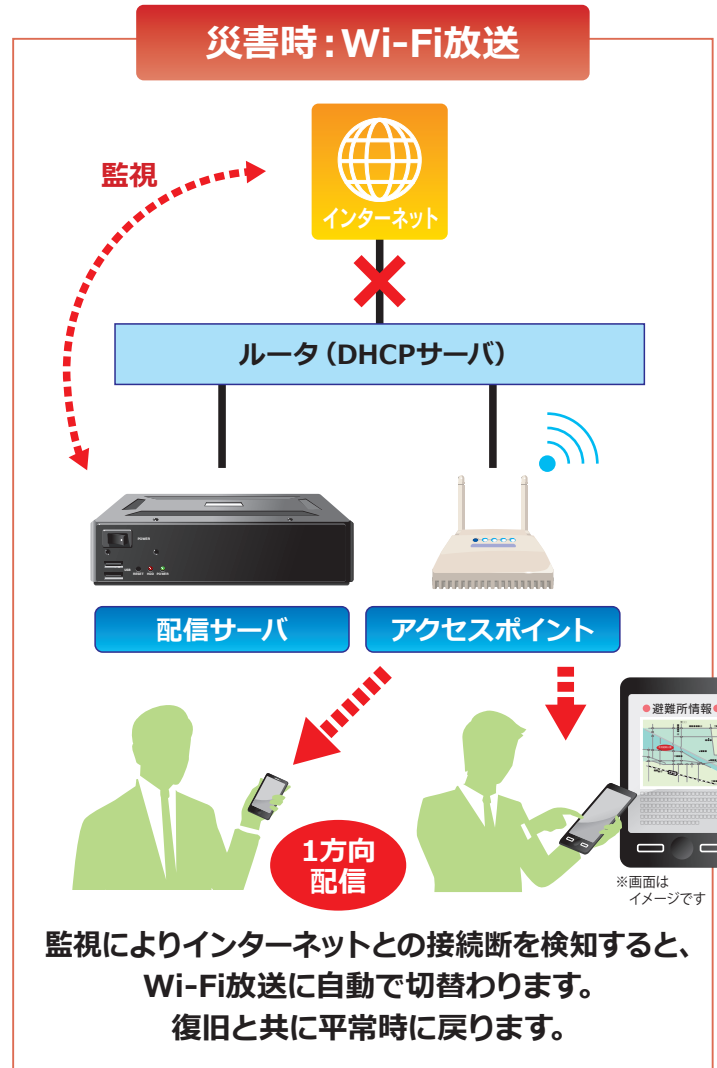 災害時:Wi-Fi放送
監視
インターネット
ルータ(DHCPサーバ)
POWER
USB
RESET HDD POWER
配信サーバ
アクセスポイント
●避難所情報●
1方向
配信
※画面は
イメージです
監視によりインターネットとの接続断を検知すると、
Wi-Fi放送に自動で切替わります。
復旧と共に平常時に戻ります。